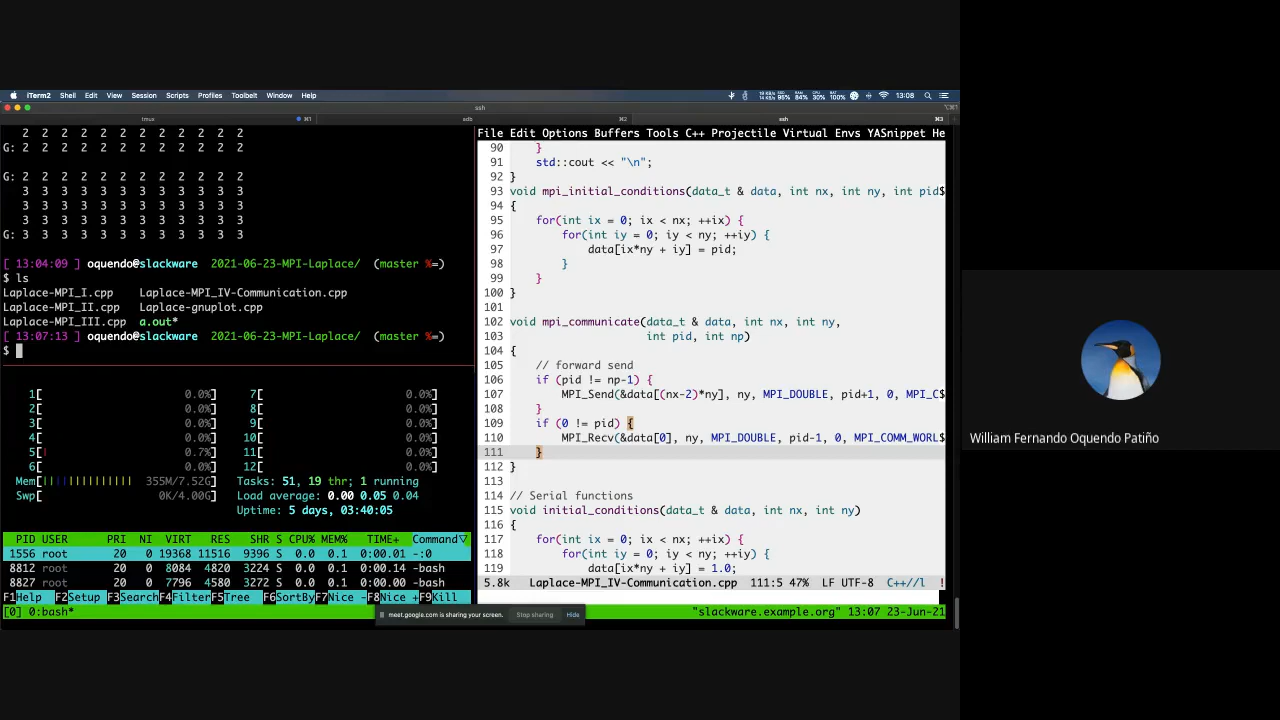 iTerm2 Shell Edit View Session Scripts Profiles Toolbelt Window Help 13:08
ssh
tmux ⌘1 adb ⌘2 ssh ⌘3
2 2 2 2 2 2 2 2 2 2 2
G: 2 2 2 2 2 2 2 2 2 2 2 2
G: 2 2 2 2 2 2 2 2 2 2 2 2
3 3 3 3 3 3 3 3 3 3 3 3
3 3 3 3 3 3 3 3 3 3 3 3
3 3 3 3 3 3 3 3 3 3 3 3
3 3 3 3 3 3 3 3 3 3 3 3
G: 3 3 3 3 3 3 3 3 3 3 3 3
[ 13:04:09 ] oquendo@slackware 2021-06-23-MPI-Laplace/ (master %=)
$ ls
Laplace-MPI_I.cpp Laplace-MPI_IV-Communication.cpp
Laplace-MPI_II.cpp Laplace-gnuplot.cpp
Laplace-MPI_III.cpp a.out*
[ 13:07:13 ] oquendo@slackware 2021-06-23-MPI-Laplace/ (master %=)
$
1[ 0.0%] 7[ 0.0%]
2[ 0.0%] 8[ 0.0%]
3[ 0.0%] 9[ 0.0%]
4[ 0.0%] 10[ 0.0%]
5[ 0.7%] 11[ 0.0%]
6[ 0.0%] 12[ 0.0%]
Mem[||||||||||||| 355M/7.52G] Tasks: 51, 19 thr; 1 running
Swp[ 0K/4.00G] Load average: 0.00 0.05 0.04
Uptime: 5 days, 03:40:05
PID USER PRI NI VIRT RES SHR S CPU% MEM% TIME+ Command▽
1556 root 20 0 19368 11516 9396 S 0.0 0.1 0:00.01 -:0
8812 20 0 8084 4820 3224 S 0.0 0.1 0:00.14 -bash
8827 20 0 7796 4580 3272 S 0.0 0.1 0:00.00 -bash
F1Help F2Setup F3Search F4Filter F5Tree F6SortBy F7Nice - F8Nice + F9Kill
[0] 0:bash* "slackware.example.org" 13:07 23-Jun-21
File Edit Options Buffers Tools C++ Projectile Virtual Envs YASnippet He
90 }
91 std::cout << "\n";
92 }
93 void mpi_initial_conditions(data_t & data, int nx, int ny, int pid$
94 {
95 for(int ix = 0; ix < nx; ++ix) {
96 for(int iy = 0; iy < ny; ++iy) {
97 data[ix*ny + iy] = pid;
98 }
99 }
100 }
101
102 void mpi_communicate(data_t & data, int nx, int ny,
103 int pid, int np)
104 {
105 // forward send
106 if (pid != np-1) {
107 MPI_Send(&data[(nx-2)*ny], ny, MPI_DOUBLE, pid+1, 0, MPI_C$
108 }
109 if (0 != pid) {
110 MPI_Recv(&data[0], ny, MPI_DOUBLE, pid-1, 0, MPI_COMM_WORL$
111 }
112 }
113
114 // Serial functions
115 void initial_conditions(data_t & data, int nx, int ny)
116 {
117 for(int ix = 0; ix < nx; ++ix) {
118 for(int iy = 0; iy < ny; ++iy) {
119 data[ix*ny + iy] = 1.0;
5.8k Laplace-MPI_IV-Communication.cpp 111:5 47% LF UTF-8 C++//l !
meet.google.com is sharing your screen. Stop sharing Hide
William Fernando Oquendo Patiño